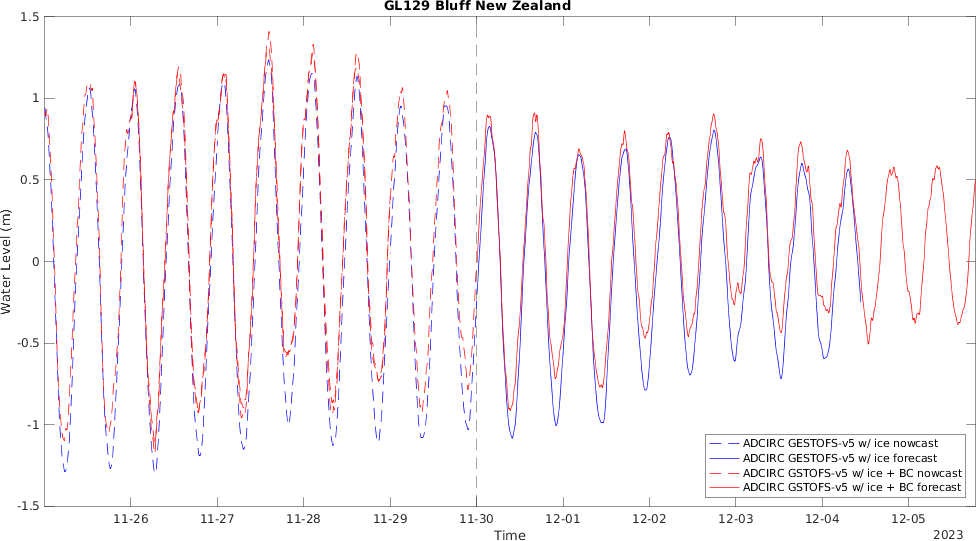 GL129 Bluff New Zealand
1.5
1
0.5
0
-0.5
-1
-1.5
Water Level (m)
11-26
11-27
11-28
11-29
11-30
12-01
12-02
12-03
12-04
12-05
Time
2023
ADCIRC GESTOFS-v5 w/ ice nowcast
ADCIRC GESTOFS-v5 w/ ice forecast
ADCIRC GSTOFS-v5 w/ ice + BC nowcast
ADCIRC GSTOFS-v5 w/ ice + BC forecast